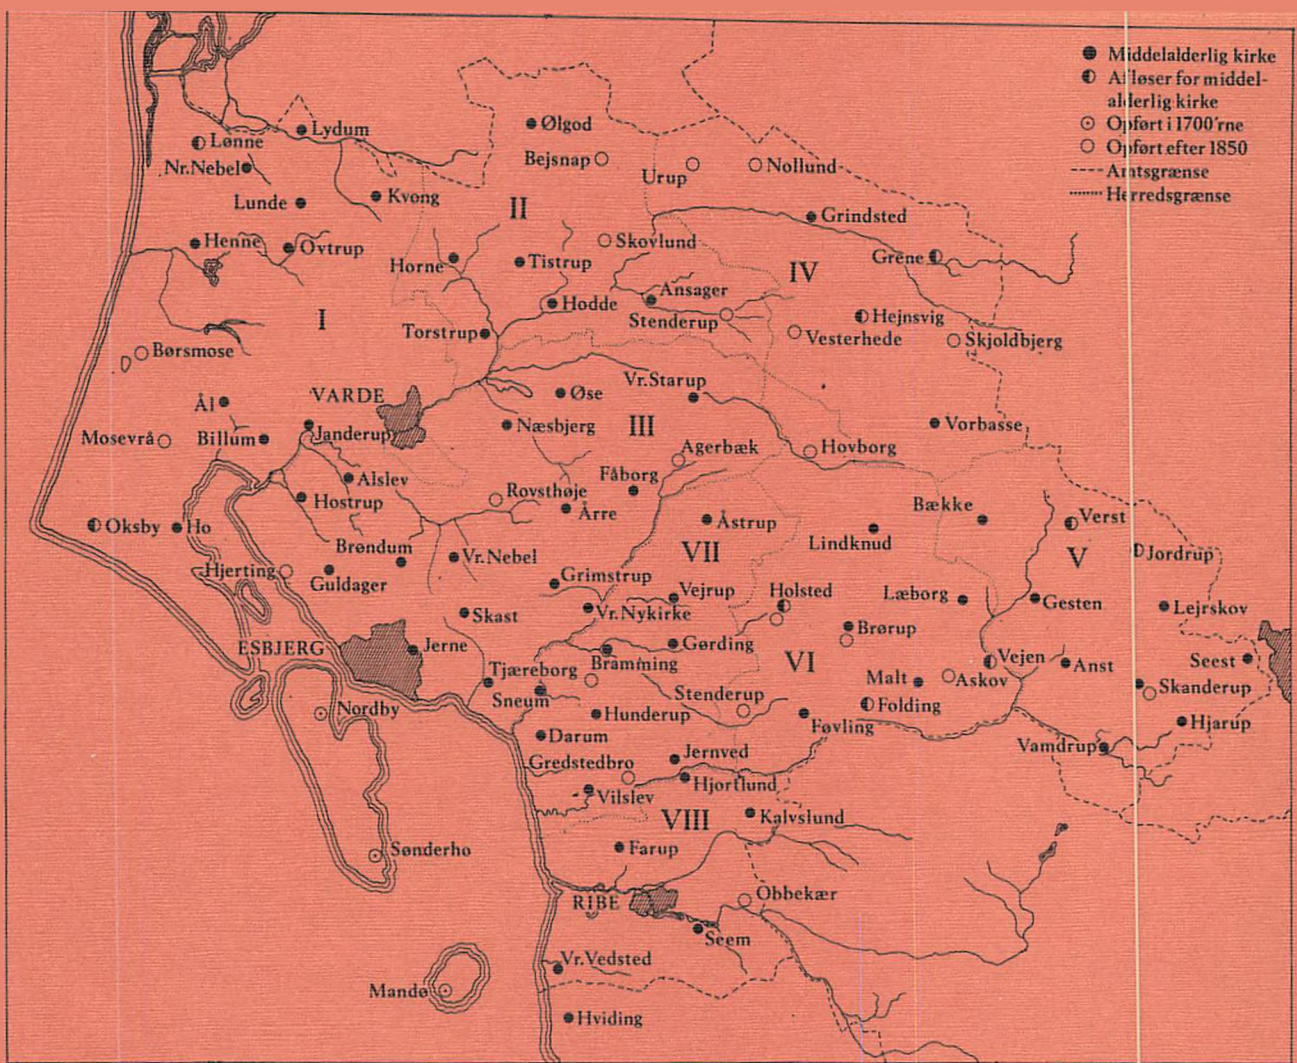 Middelalderlig kirke
Afløser for middel-
alderlig kirke
Opført i 1700'rne
Opført efter 1850
Amtsgrænse
Herredsgrænse
Lydum
Ølgod
Lønne
Bejsnap
Nr.Nebel
Urup
Nollund
Lunde
Kvong
II
Grindsted
Henne
Ovtrup
Skovlund
Horne
Tistrup
Grene
IV
Ansager
Hodde
Stenderup
Hejnsvig
I
Torstrup
Vesterhede
Skjoldbjerg
Børsmose
Vr.Starup
VARDE
Øse
Ål
Mosevrå
Billum
Janderup
Næsbjerg
III
Vorbasse
Agerbæk
Hovborg
Alslev
Fåborg
Hostrup
Rovsthøje
Årre
Bække
Oksby
Ho
Åstrup
Verst
Lindknud
Brøndum
VII
Vr.Nebel
Jordrup
V
Hjerting
Guldager
Grimstrup
Vejrup
Holsted
Læborg
Gesten
Lejrskov
Skast
Vr.Nykirke
Brørup
ESBJERG
Jerne
Gørding
VI
Vejen
Anst
Seest
Bramming
Tjæreborg
Malt
Askov
Skanderup
Sneum
Stenderup
Folding
Nordby
Hunderup
Føvling
Hjarup
Darum
Vamdrup
Jernved
Gredstedbro
Hjortlund
Vilslev
VIII
Kalvslund
Sønderho
Farup
Obbekær
RIBE
Seem
Vr.Vedsted
Mandø
Hviding